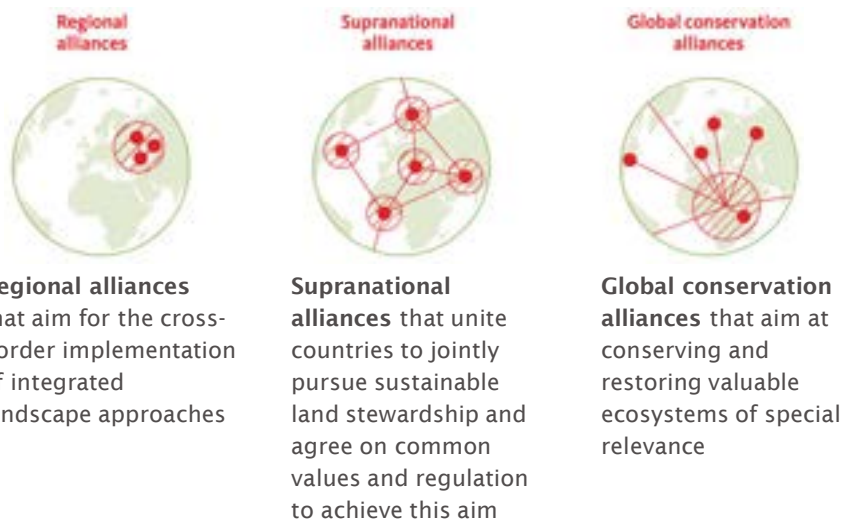 Regional
alliances
Supranational
alliances
Global conservation
alliances
egional alliances
hat aim for the cross-
order implementation
f integrated
ndscape approaches
Supranational
alliances that unite
countries to jointly
pursue sustainable
land stewardship and
agree on common
values and regulation
to achieve this aim
Global conservation
alliances that aim at
conserving and
restoring valuable
ecosystems of special
relevance